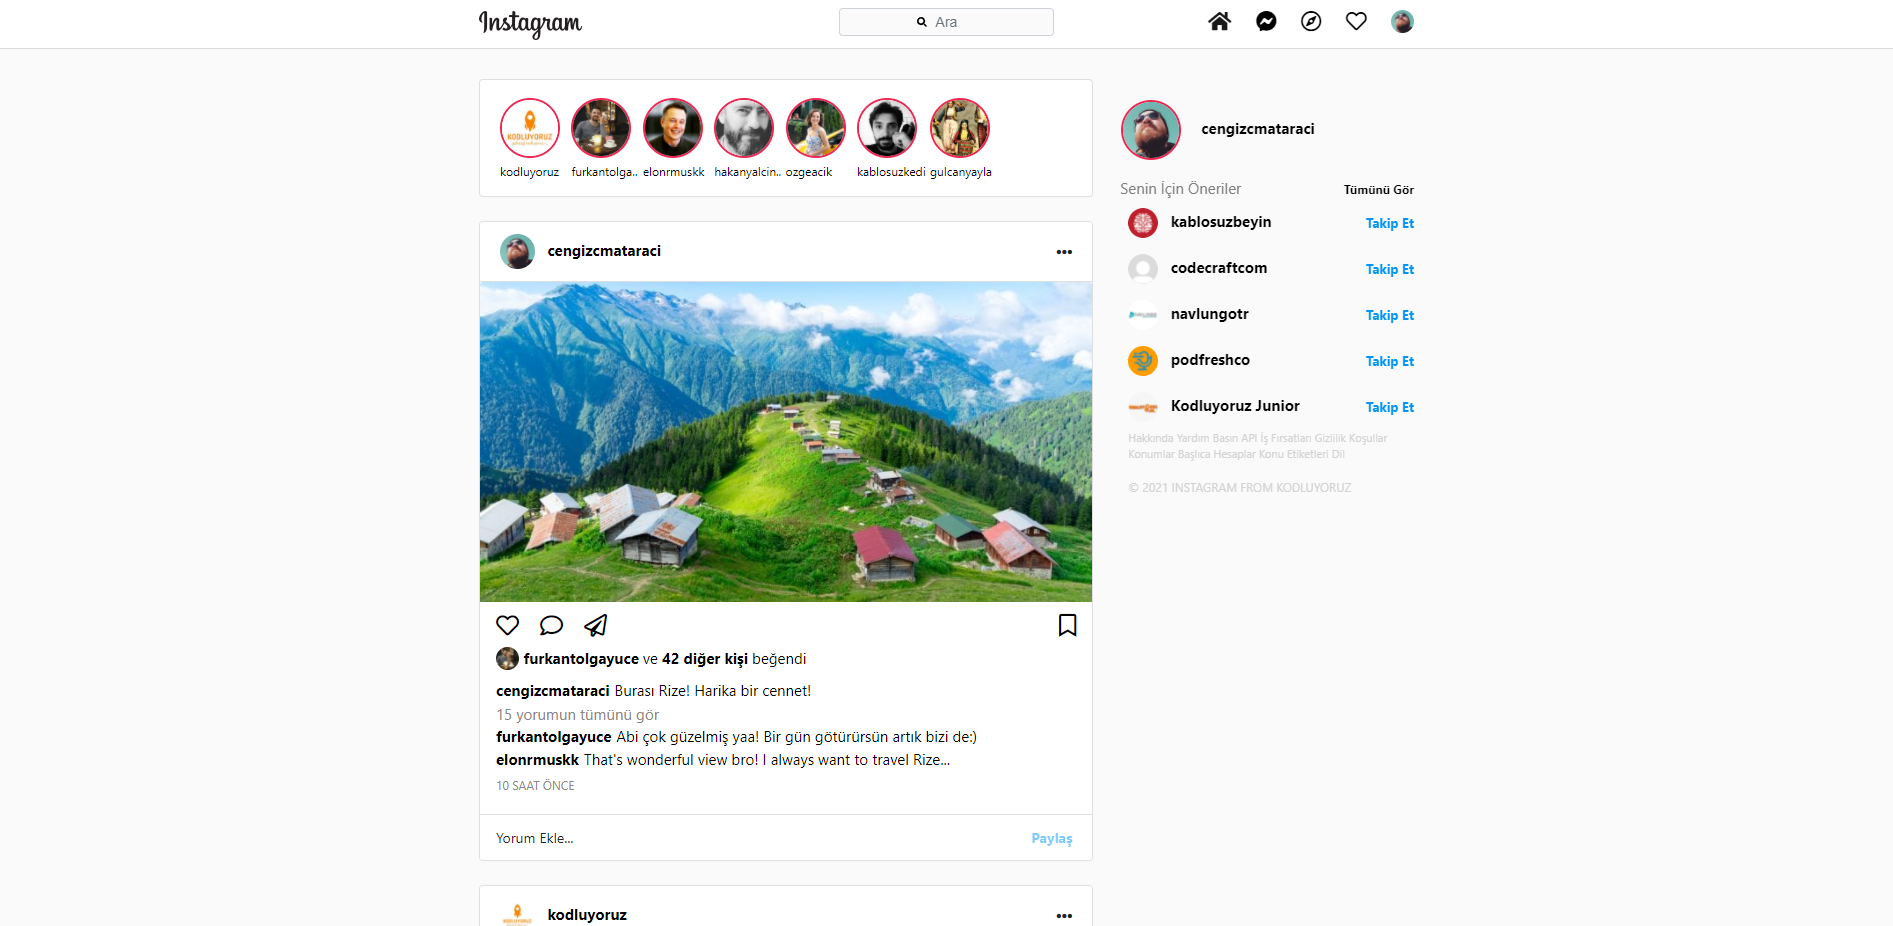 Instagram
Ara
KODLUYORUZ
kodluyoruz furkantolga.. elonrmuskk hakanyalcin.. ozgeacik kablosuzkedi gulcanyayla
cengizcmataraci
Senin İçin Öneriler Tümünü Gör
kablosuzbeyin Takip Et
codecraftcom Takip Et
navlungotr Takip Et
podfreshco Takip Et
Kodluyoruz Junior Takip Et
Hakkında Yardım Basın API İş Fırsatları Gizlilik Koşullar
Konumlar Başlıca Hesaplar Konu Etiketleri Dil
© 2021 INSTAGRAM FROM KODLUYORUZ
cengizcmataraci
furkantolgayuce ve 42 diğer kişi beğendi
cengizcmataraci Burası Rize! Harika bir cennet!
15 yorumun tümünü gör
furkantolgayuce Abi çok güzelmiş yaa! Bir gün götürürsün artık bizi de:)
elonrmuskk That's wonderful view bro! I always want to travel Rize...
10 SAAT ÖNCE
Yorum Ekle... Paylaş
KODLUYORUZ
kodluyoruz